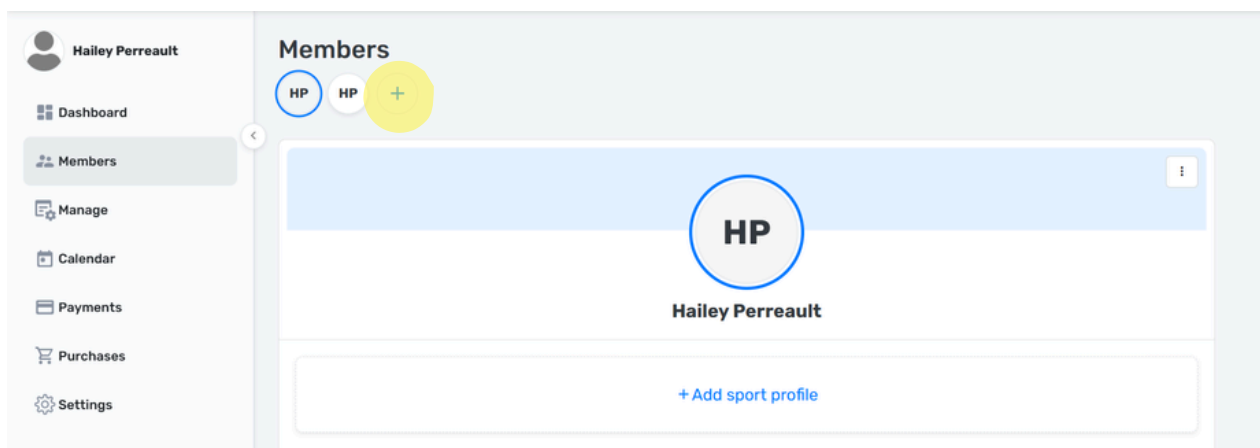 Hailey Perreault
Dashboard
Members
Manage
Calendar
Payments
Purchases
Settings
Members
HP HP +
HP
Hailey Perreault
+ Add sport profile